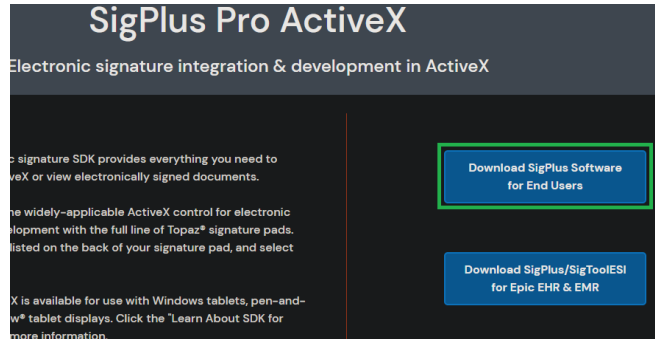 SigPlus Pro ActiveX
Electronic signature integration & development in ActiveX
c signature SDK provides everything you need to
veX or view electronically signed documents.
ne widely-applicable ActiveX control for electronic
elopment with the full line of Topaz® signature pads.
listed on the back of your signature pad, and select
X is available for use with Windows tablets, pen-and-
w® tablet displays. Click the "Learn About SDK for
more information.
Download SigPlus Software
for End Users
Download SigPlus/SigToolESI
for Epic EHR & EMR